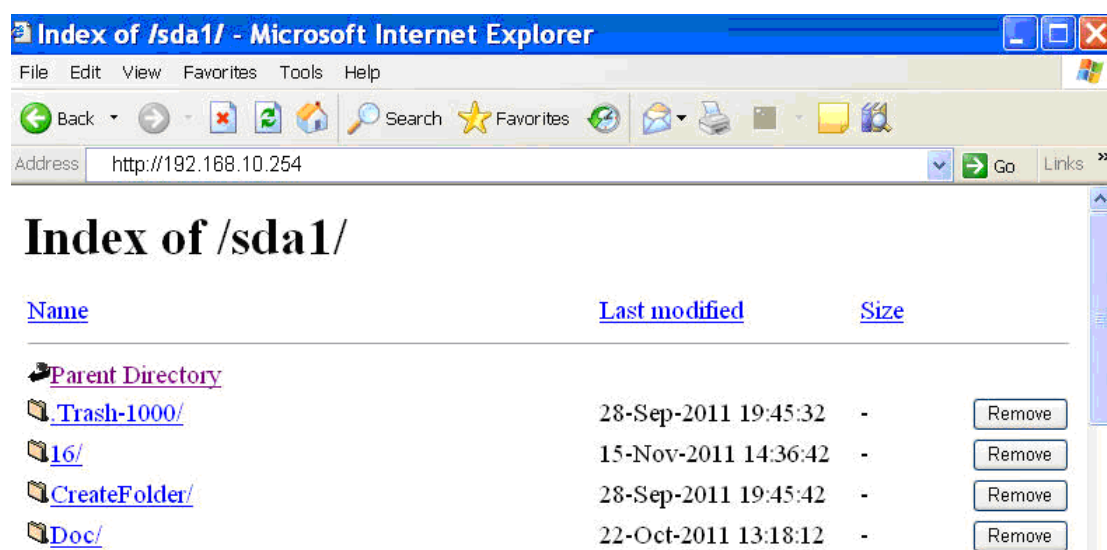 Index of /sda1/ - Microsoft Internet Explorer
File Edit View Favorites Tools Help
Back Search Favorites
Address http://192.168.10.254 Go Links »
Index of /sda1/
Name Last modified Size
Parent Directory
.Trash-1000/ 28-Sep-2011 19:45:32 - Remove
16/ 15-Nov-2011 14:36:42 - Remove
CreateFolder/ 28-Sep-2011 19:45:42 - Remove
Doc/ 22-Oct-2011 13:18:12 - Remove